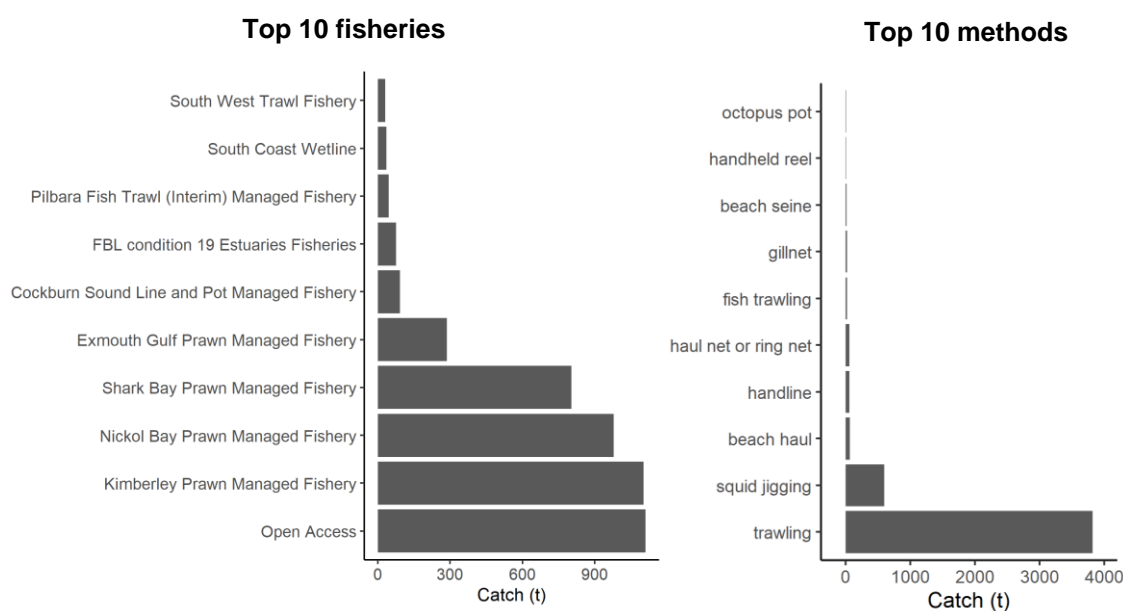 Top 10 fisheries
South West Trawl Fishery
South Coast Wetline
Pilbara Fish Trawl (Interim) Managed Fishery
FBL condition 19 Estuaries Fisheries
Cockburn Sound Line and Pot Managed Fishery
Exmouth Gulf Prawn Managed Fishery
Shark Bay Prawn Managed Fishery
Nickol Bay Prawn Managed Fishery
Kimberley Prawn Managed Fishery
Open Access
0 300 600 900
Catch (t)
Top 10 methods
octopus pot
handheld reel
beach seine
gillnet
fish trawling
haul net or ring net
handline
beach haul
squid jigging
trawling
0 1000 2000 3000 4000
Catch (t)